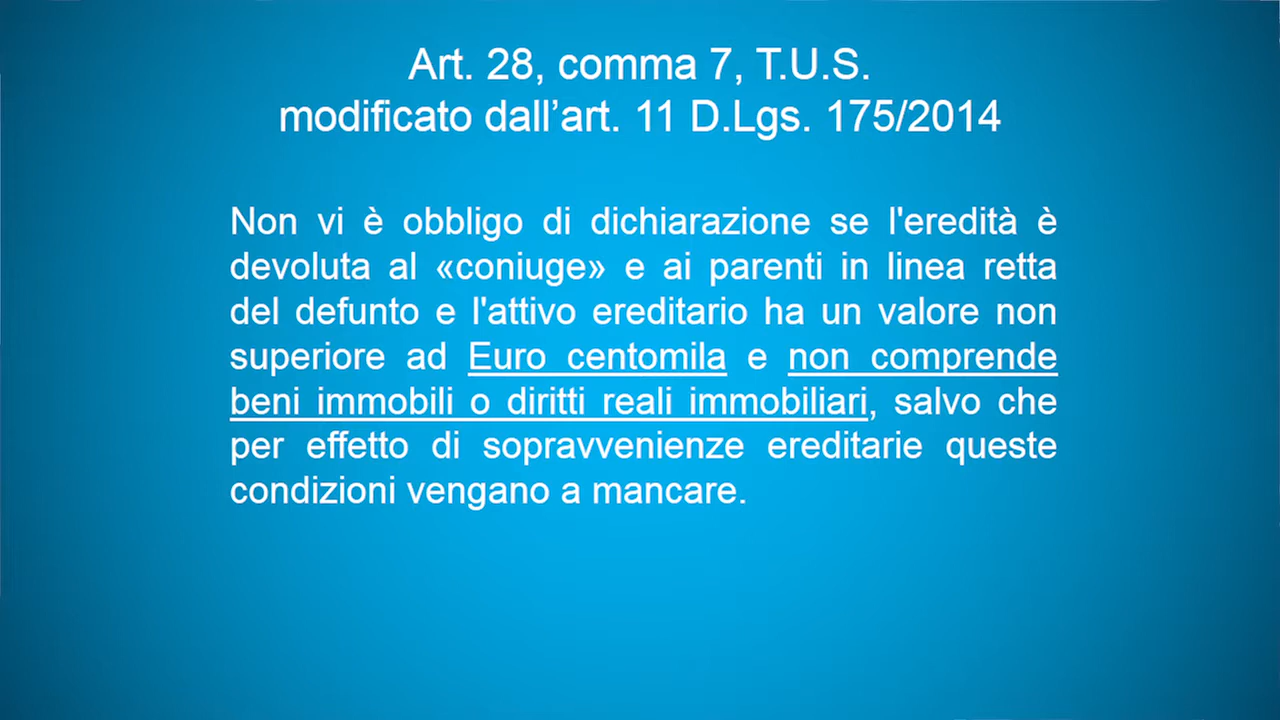 Art. 28, comma 7, T.U.S.
modificato dall’art. 11 D.Lgs. 175/2014
Non vi è obbligo di dichiarazione se l'eredità è
devoluta al «coniuge» e ai parenti in linea retta
del defunto e l'attivo ereditario ha un valore non
superiore ad Euro centomila e non comprende
beni immobili o diritti reali immobiliari, salvo che
per effetto di sopravvenienze ereditarie queste
condizioni vengano a mancare.